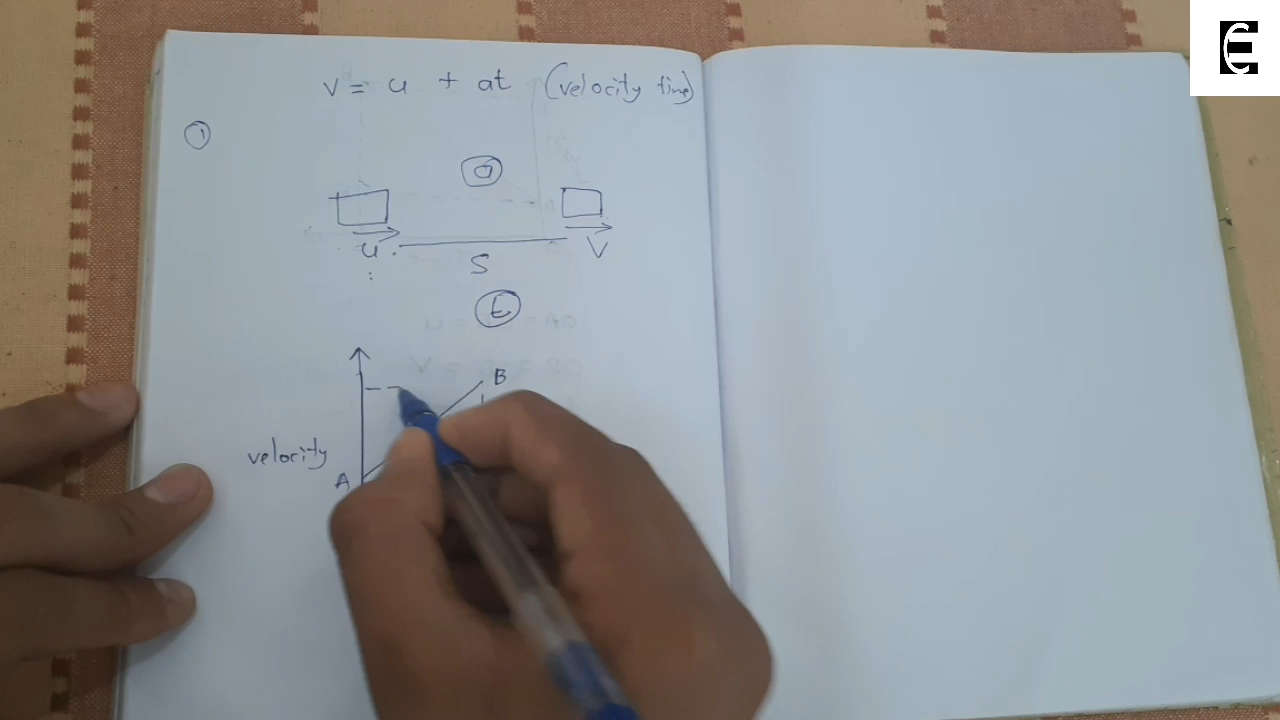 v = u + at (velocity time)
1
a
u
v
S
t
B
velocity
A
E